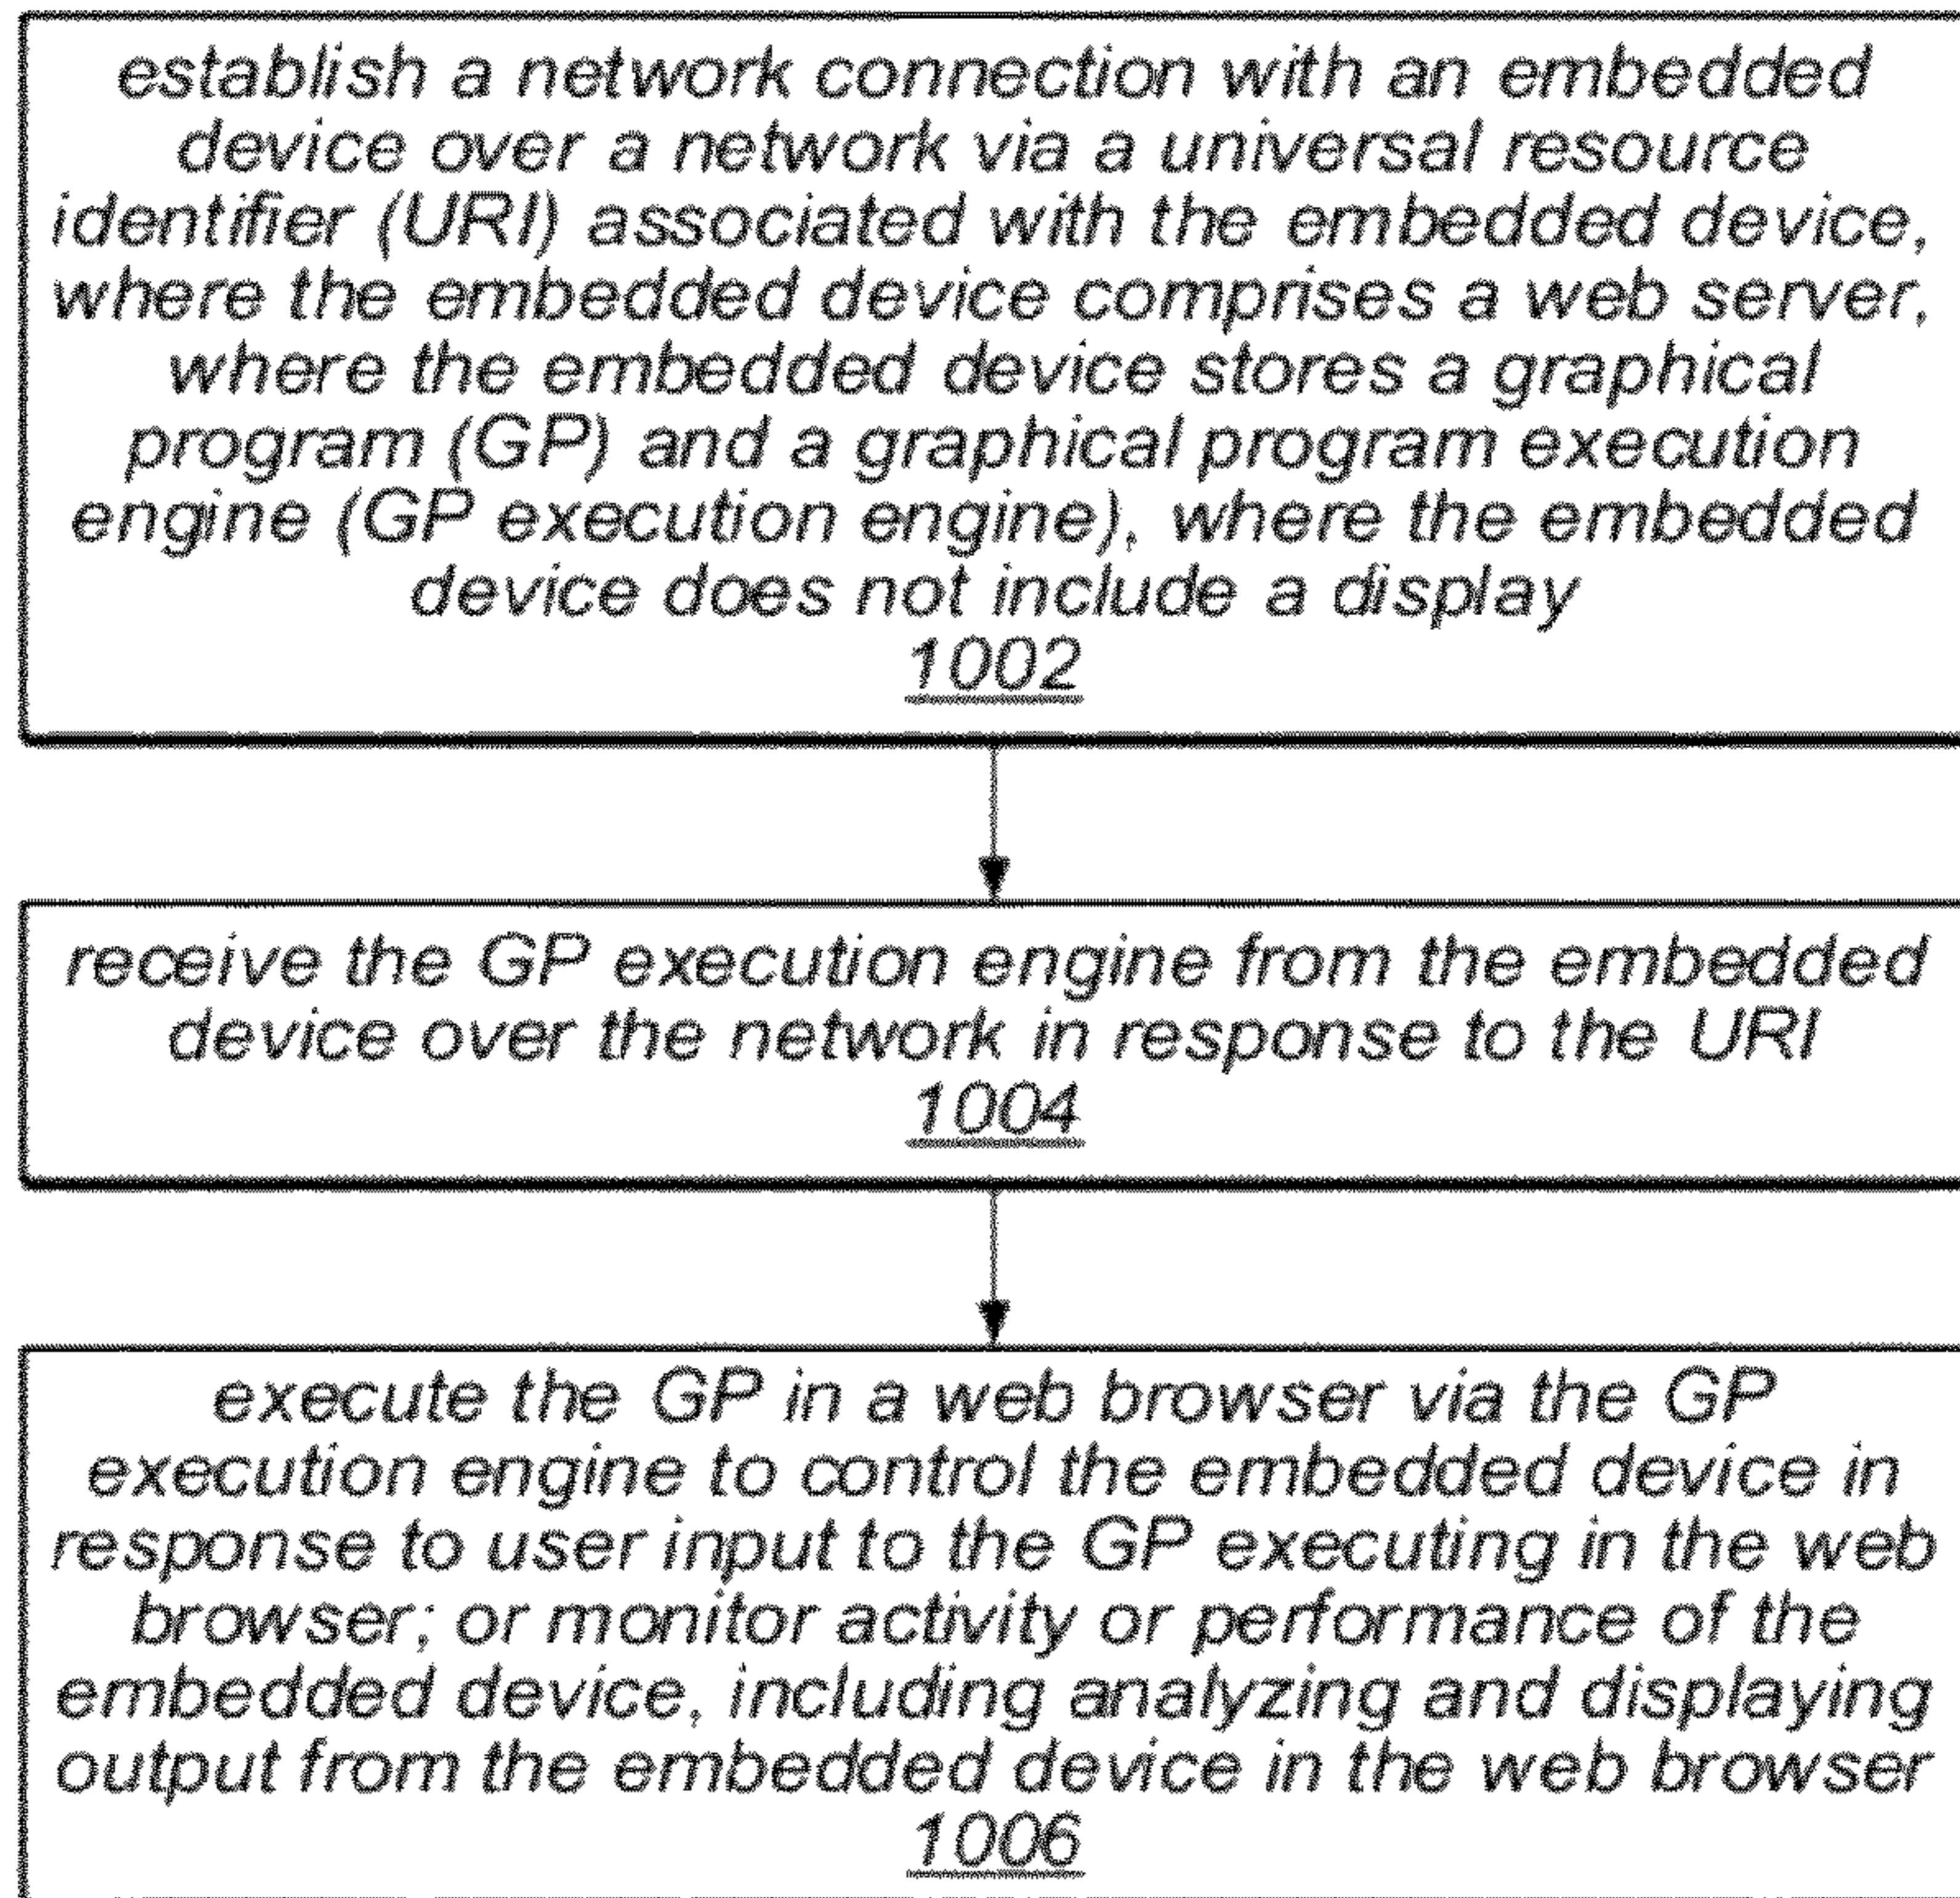 establish a network connection with an embedded
device over a network via a universal resource
identifier (URI) associated with the embedded device,
where the embedded device comprises a web server,
where the embedded device stores a graphical
program (GP) and a graphical program execution
engine (GP execution engine), where the embedded
device does not include a display
1002
receive the GP execution engine from the embedded
device over the network in response to the URI
1004
execute the GP in a web browser via the GP
execution engine to control the embedded device in
response to user input to the GP executing in the web
browser; or monitor activity or performance of the
embedded device, including analyzing and displaying
output from the embedded device in the web browser
1006